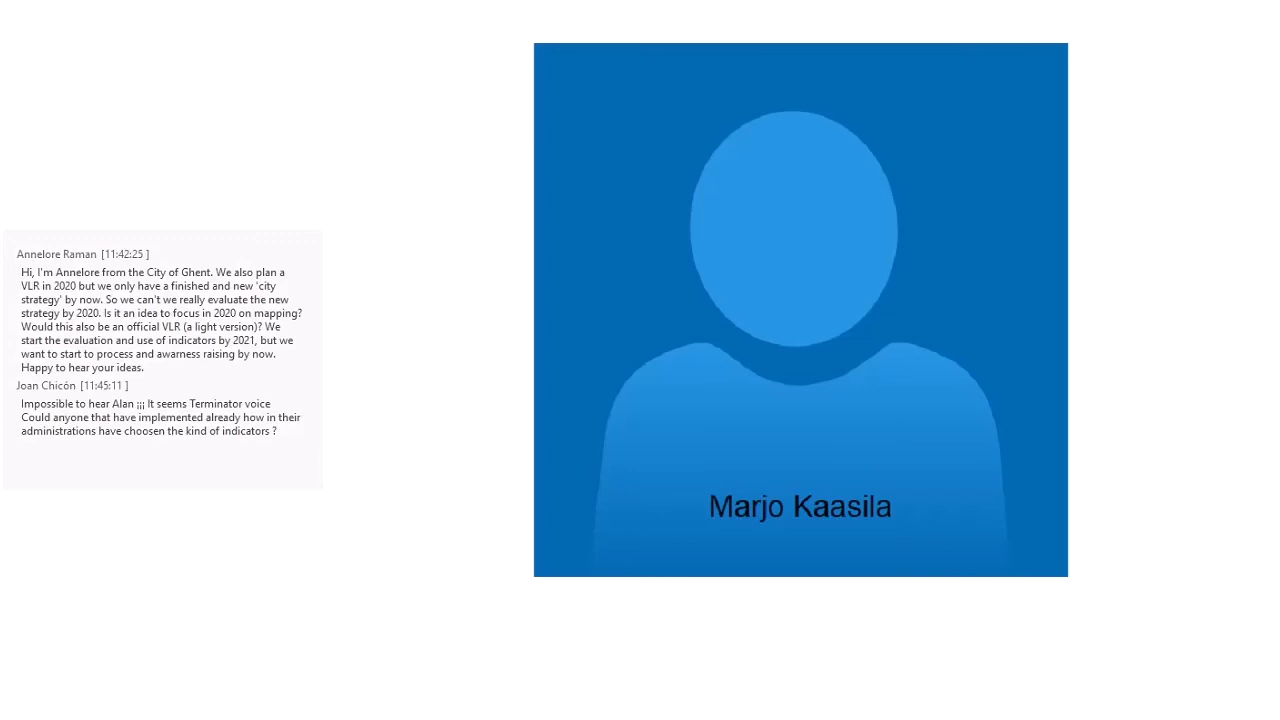 Annelore Raman [11:42:25 ]
Hi, I'm Annelore from the City of Ghent. We also plan a
VLR in 2020 but we only have a finished and new 'city
strategy' by now. So we can't we really evaluate the new
strategy by 2020. Is it an idea to focus in 2020 on mapping?
Would this also be an official VLR (a light version)? We
start the evaluation and use of indicators by 2021, but we
want to start to process and awarness raising by now.
Happy to hear your ideas.
Joan Chicón [11:45:11 ]
Impossible to hear Alan ¡¡¡ It seems Terminator voice
Could anyone that have implemented already how in their
administrations have choosen the kind of indicators ?
Marjo Kaasila